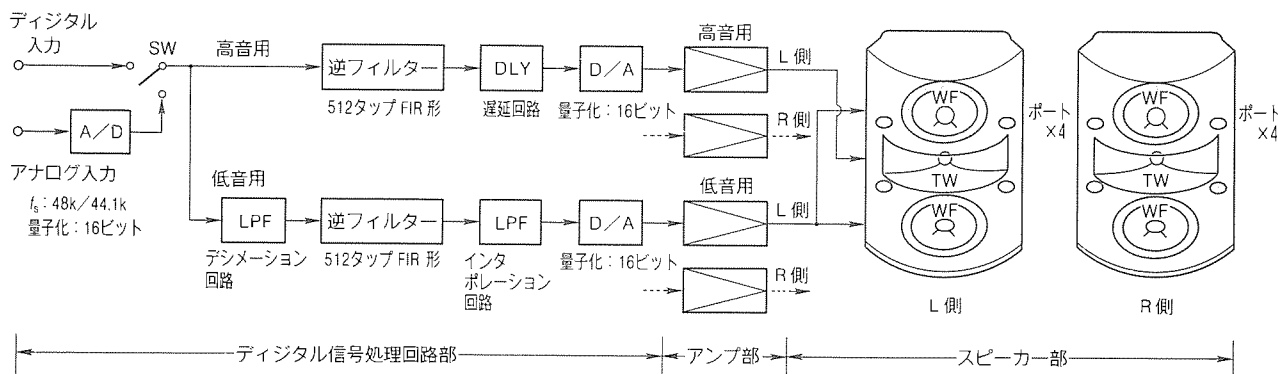 ディジタル
入力
SW
高音用
逆フィルター
512タップFIR形
DLY
遅延回路
D/A
量子化:16ビット
高音用
L側
R側
A/D
アナログ入力
fs:48k/44.1k
量子化:16ビット
低音用
LPF
デシメーション
回路
逆フィルター
512タップFIR形
LPF
インタ
ポレーション
回路
D/A
量子化:16ビット
低音用
L側
R側
WF
TW
WF
ポート
×4
L側
WF
TW
WF
ポート
×4
R側
ディジタル信号処理回路部
アンプ部
スピーカー部